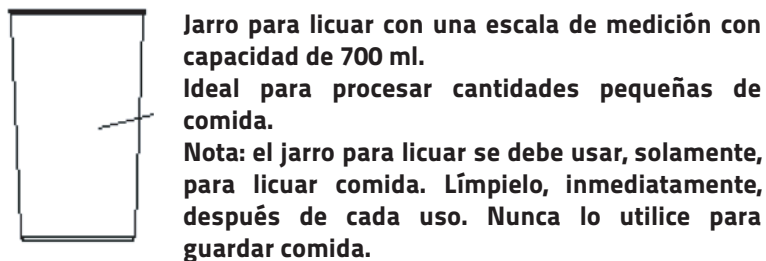 Jarro para licuar con una escala de medición con
capacidad de 700 ml.
Ideal para procesar cantidades pequeñas de
comida.
Nota: el jarro para licuar se debe usar, solamente,
para licuar comida. Límpielo, inmediatamente,
después de cada uso. Nunca lo utilice para
guardar comida.